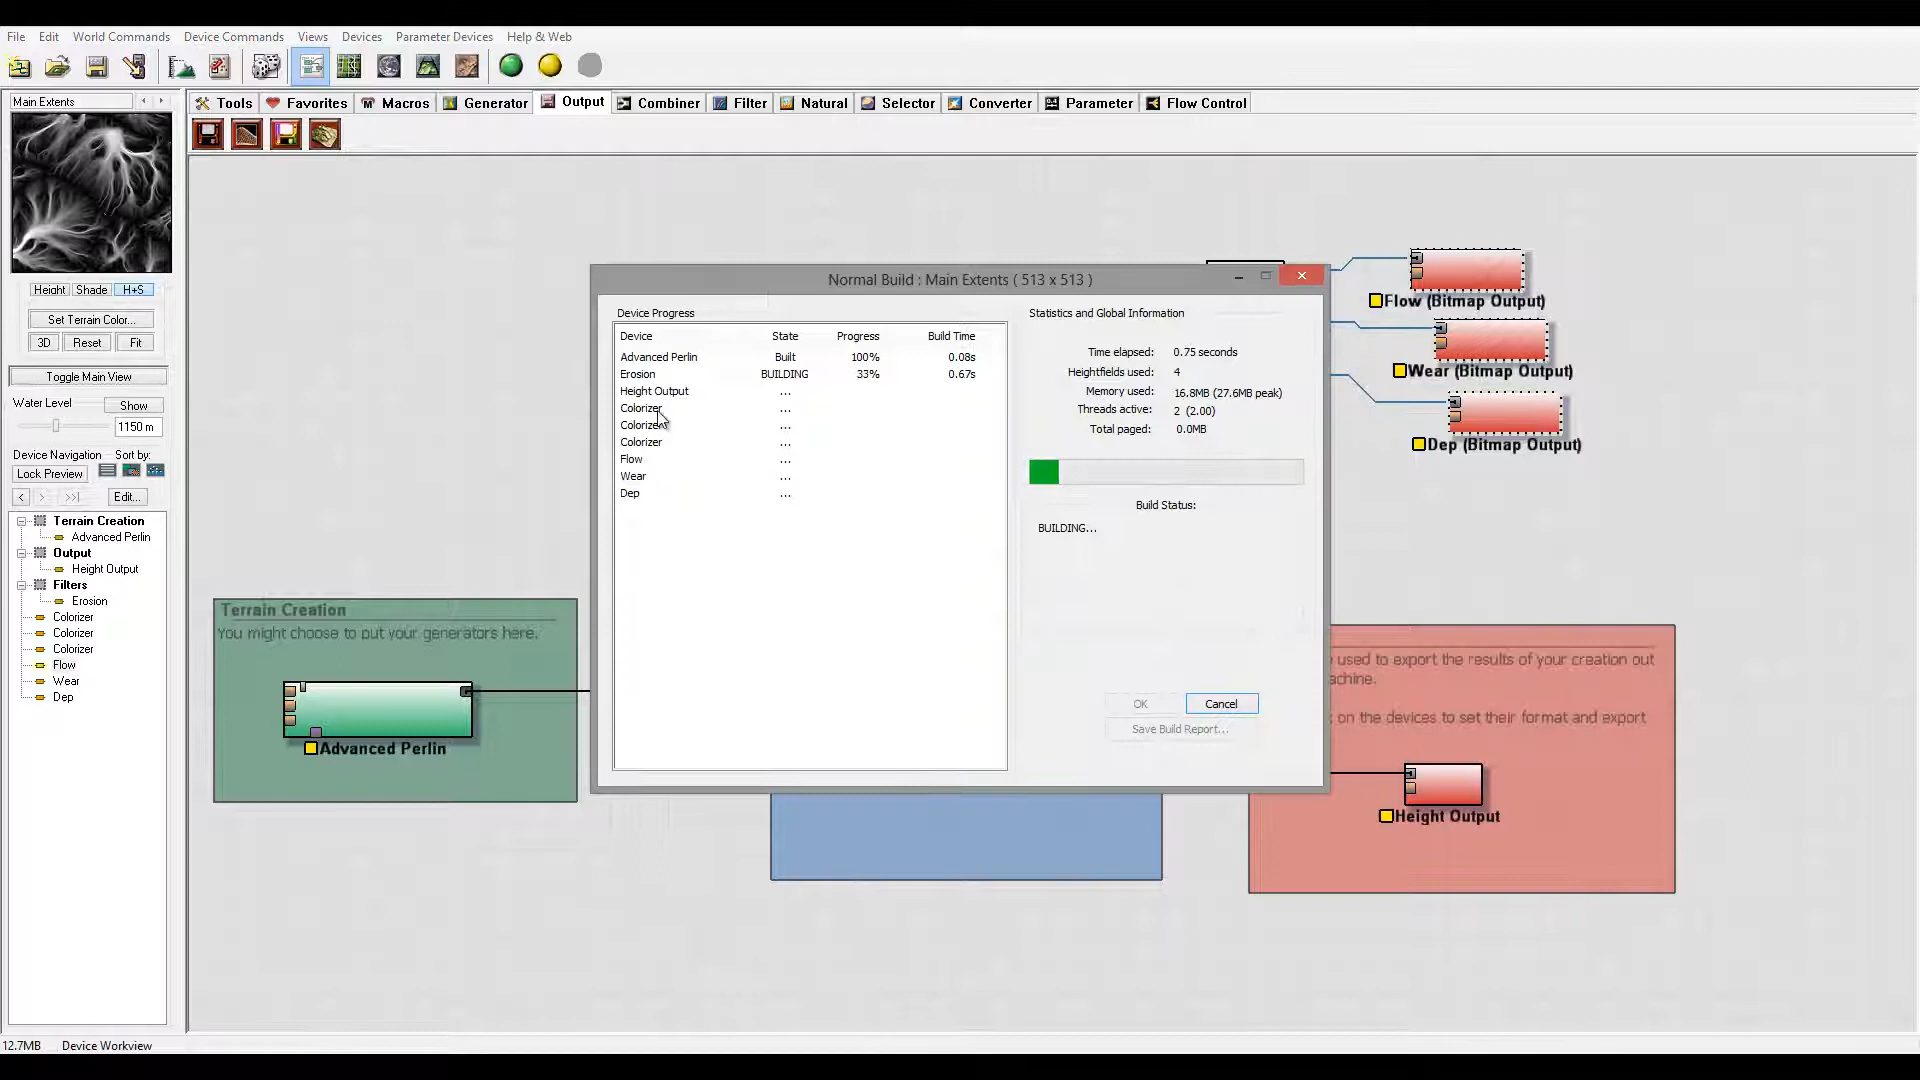 File Edit World Commands Device Commands Views Devices Parameter Devices Help & Web
Main Extents
Tools Favorites Macros Generator Output Combiner Filter Natural Selector Converter Parameter Flow Control
Height Shade H+S
Set Terrain Color...
3D Reset Fit
Toggle Main View
Water Level Show
1150 m
Device Navigation Sort by:
Lock Preview
< > >>| Edit...
Terrain Creation
Advanced Perlin
Output
Height Output
Filters
Erosion
Colorizer
Colorizer
Colorizer
Flow
Wear
Dep
Terrain Creation
You might choose to put your generators here.
Advanced Perlin
Normal Build : Main Extents ( 513 x 513 )
Device Progress
Device State Progress Build Time
Advanced Perlin Built 100% 0.08s
Erosion BUILDING 33% 0.67s
Height Output ...
Colorizer ...
Colorizer ...
Colorizer ...
Flow ...
Wear ...
Dep ...
Statistics and Global Information
Time elapsed: 0.75 seconds
Heightfields used: 4
Memory used: 16.8MB (27.6MB peak)
Threads active: 2 (2.00)
Total paged: 0.0MB
Build Status:
BUILDING...
OK Cancel
Save Build Report...
Flow (Bitmap Output)
Wear (Bitmap Output)
Dep (Bitmap Output)
used to export the results of your creation out
achine.
on the devices to set their format and export
Height Output
12.7MB Device Workview